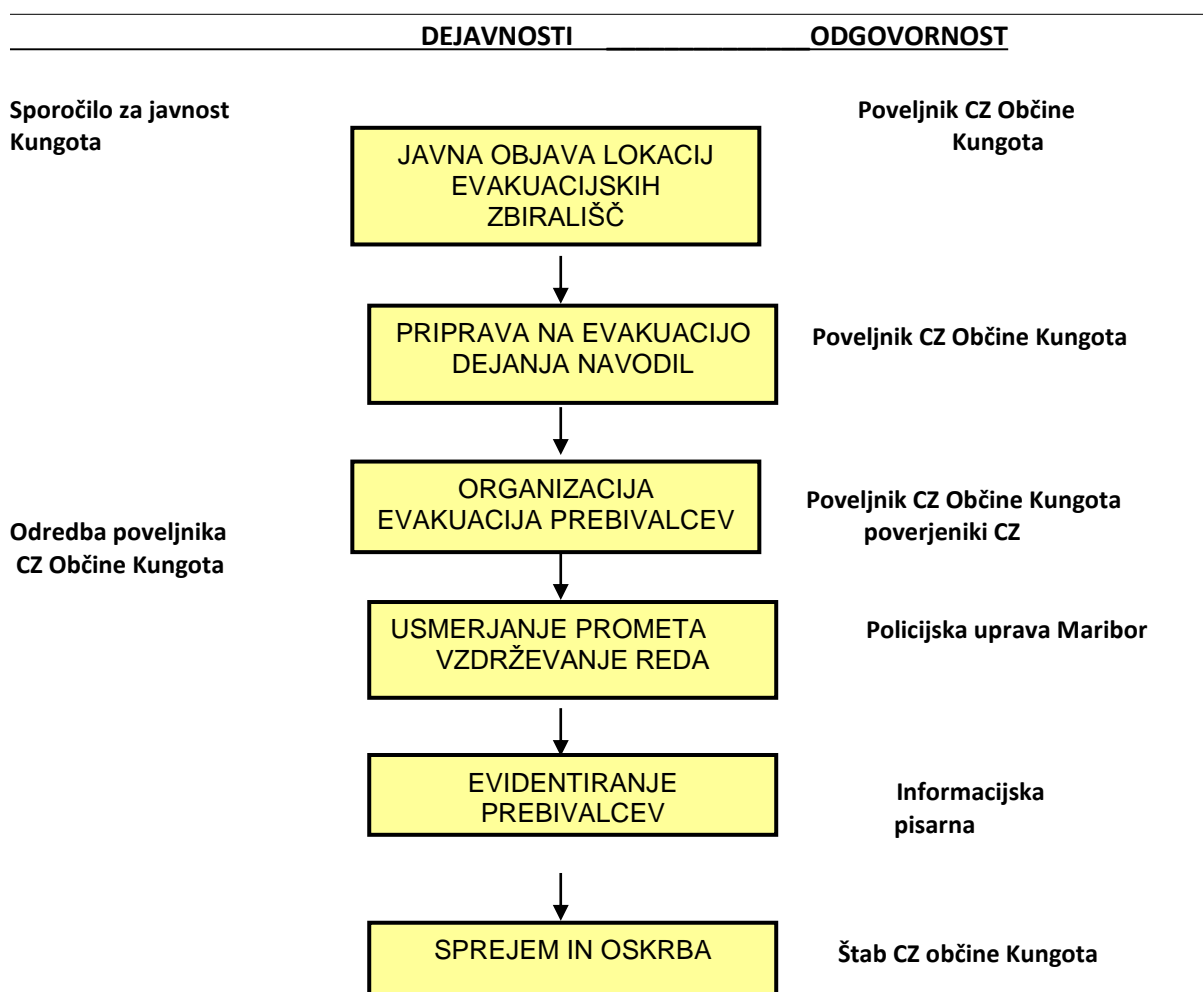 DEJAVNOSTI ODGOVORNOST
Sporočilo za javnost
Kungota
JAVNA OBJAVA LOKACIJ
EVAKUACIJSKIH
ZBIRALIŠČ
Poveljnik CZ Občine
Kungota
PRIPRAVA NA EVAKUACIJO
DEJANJA NAVODIL
Poveljnik CZ Občine Kungota
Odredba poveljnika
CZ Občine Kungota
ORGANIZACIJA
EVAKUACIJA PREBIVALCEV
Poveljnik CZ Občine Kungota
poverjeniki CZ
USMERJANJE PROMETA
VZDRŽEVANJE REDA
Policijska uprava Maribor
EVIDENTIRANJE
PREBIVALCEV
Informacijska
pisarna
SPREJEM IN OSKRBA
Štab CZ občine Kungota